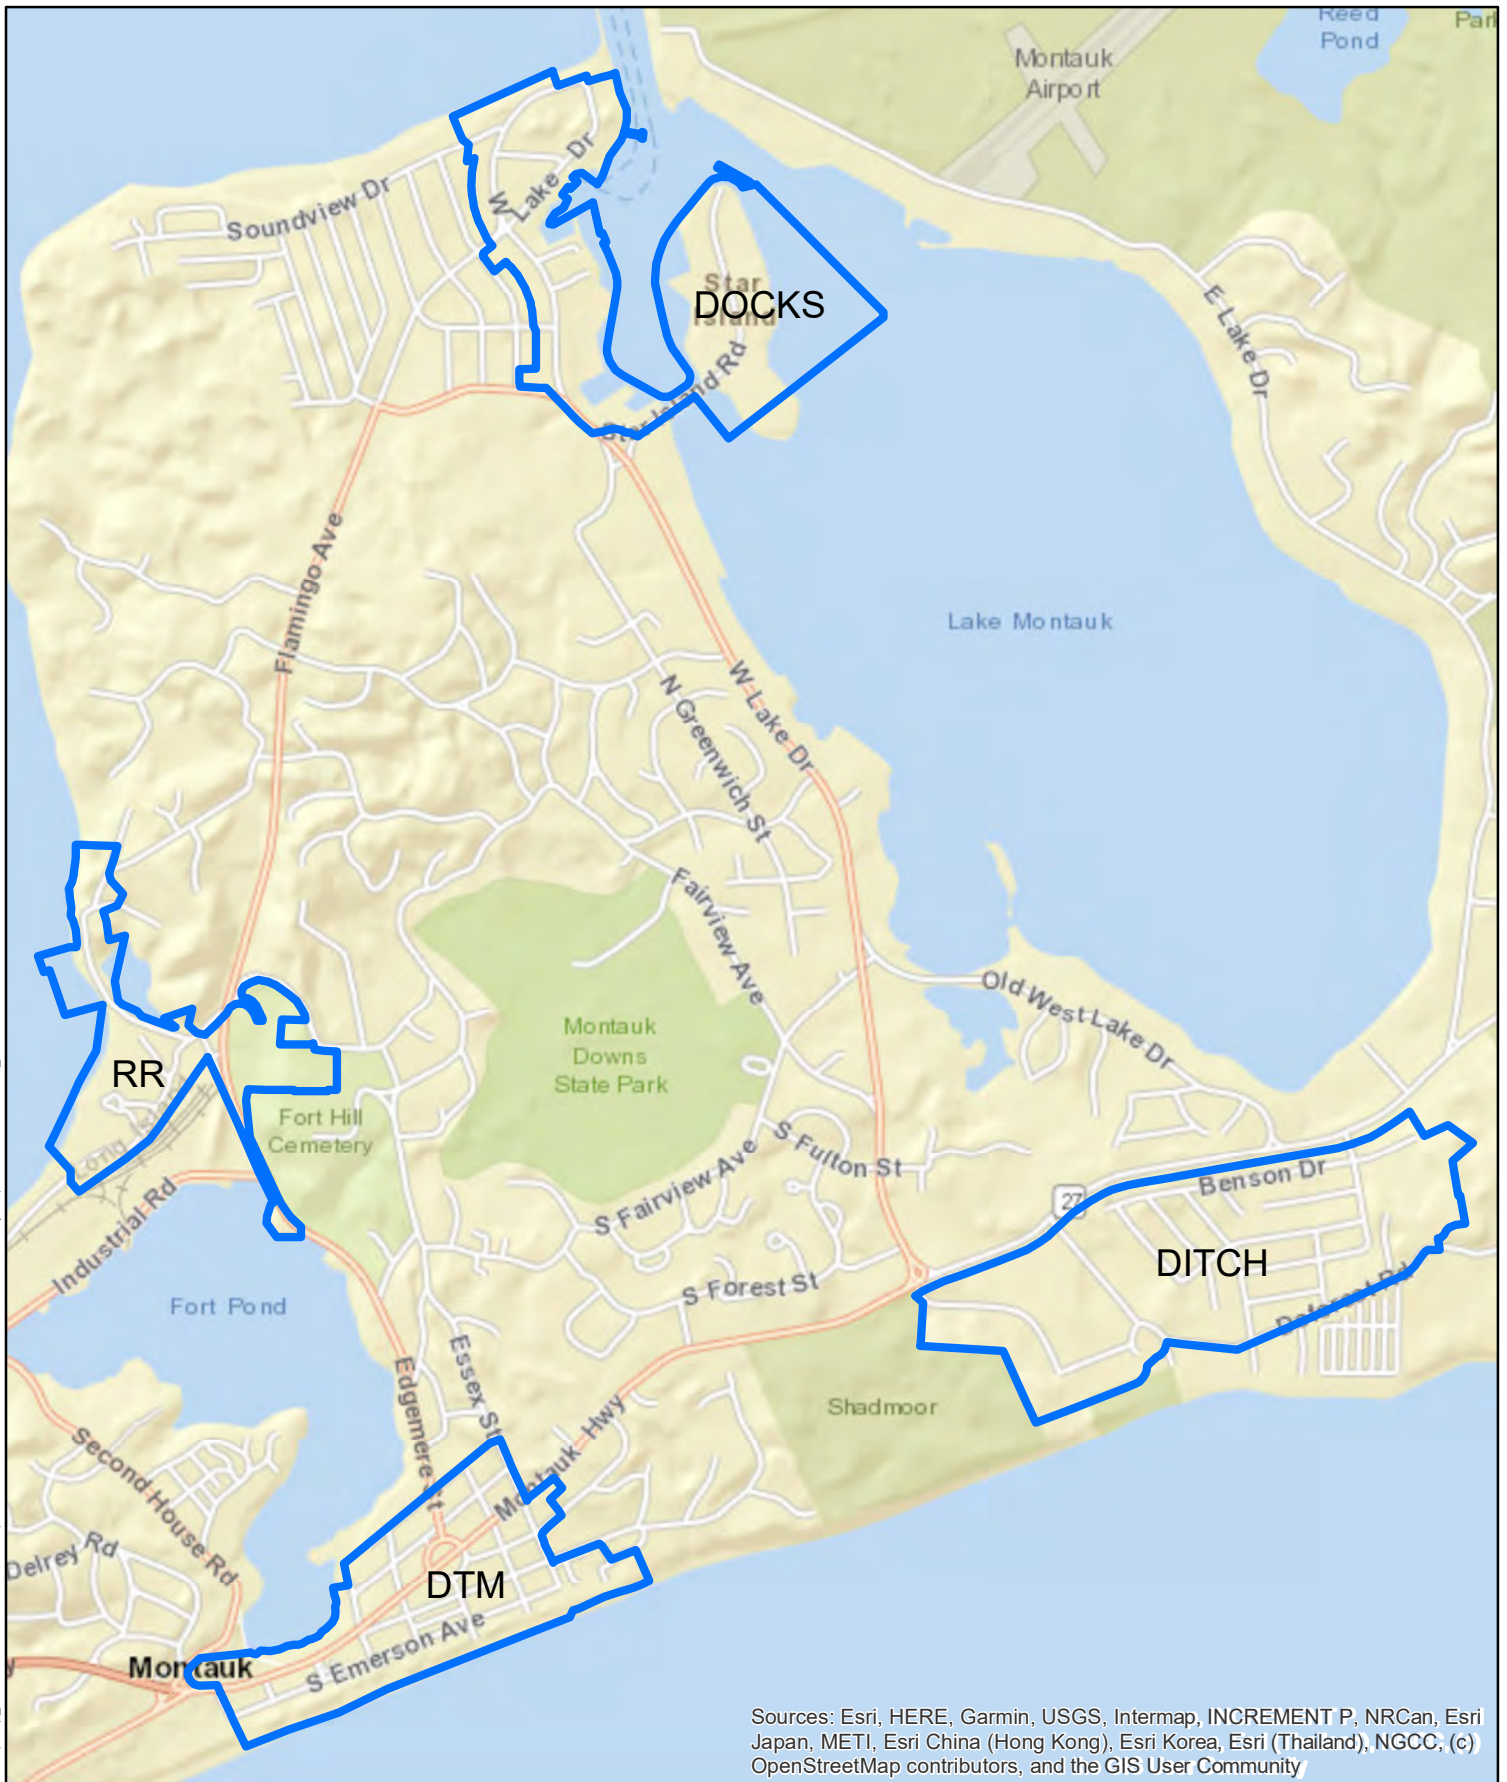 Reed
Pond
Montauk
Airport
W Lake Dr
Soundview Dr
Star
Island
DOCKS
E Lake Dr
Star Island Rd
Flamingo Ave
Lake Montauk
W Lake Dr
N Greenwich St
Fairview Ave
Old West Lake Dr
Montauk
Downs
State Park
RR
Fort Hill
Cemetery
S Fulton St
Benson Dr
27
S Fairview Ave
Industrial Rd
DITCH
Deforest Rd
S Forest St
Fort Pond
Essex St
Edgemere St
Shadmoor
Montauk Hwy
Second House Rd
Delrey Rd
DTM
S Emerson Ave
Montauk
Sources: Esri, HERE, Garmin, USGS, Intermap, INCREMENT P, NRCan, Esri
Japan, METI, Esri China (Hong Kong), Esri Korea, Esri (Thailand), NGCC, (c)
OpenStreetMap contributors, and the GIS User Community